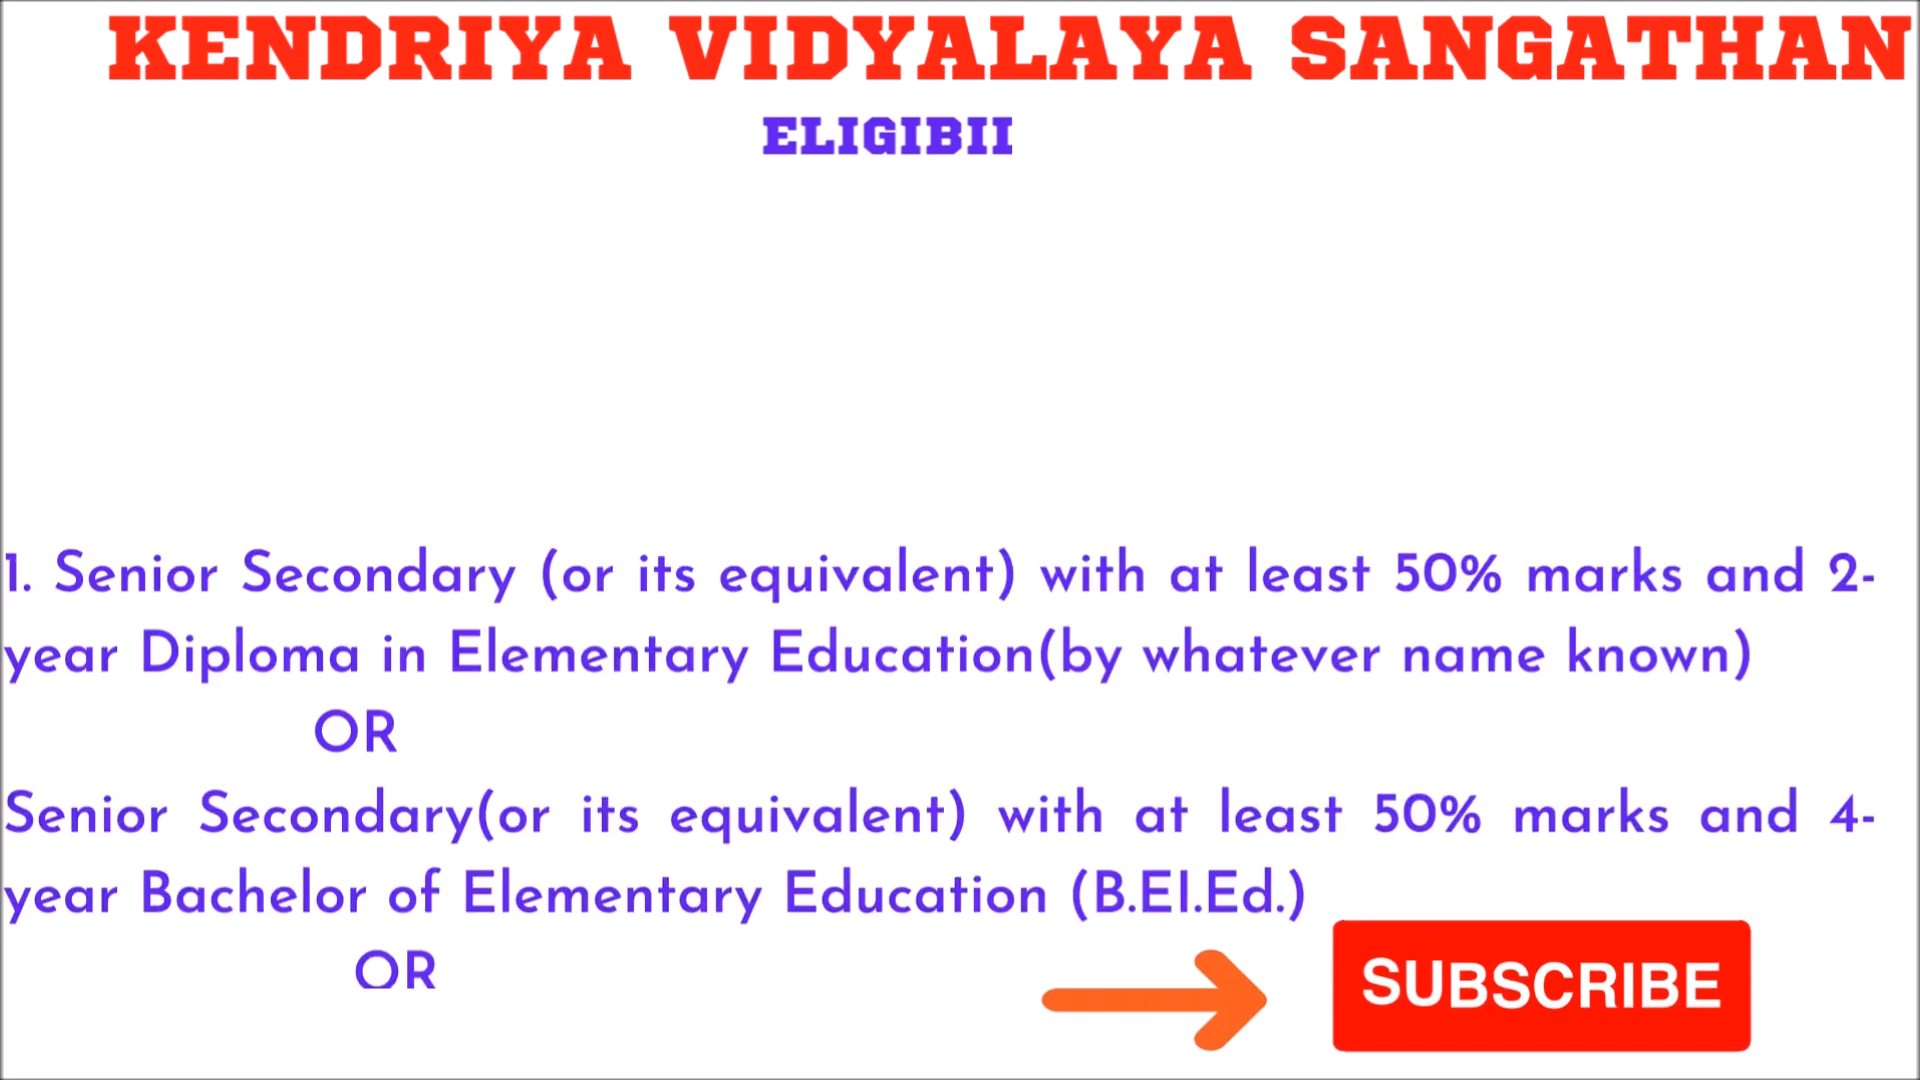 KENDRIYA VIDYALAYA SANGATHAN
ELIGIBII
1. Senior Secondary (or its equivalent) with at least 50% marks and 2-
year Diploma in Elementary Education(by whatever name known)
OR
Senior Secondary(or its equivalent) with at least 50% marks and 4-
year Bachelor of Elementary Education (B.EI.Ed.)
OR
SUBSCRIBE